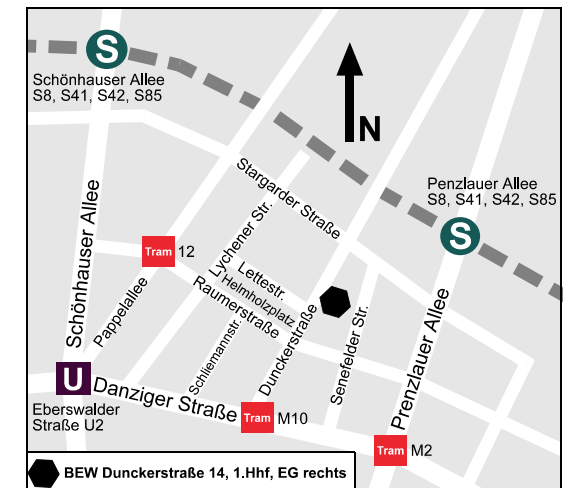 S
Schönhauser Allee
S8, S41, S42, S85
N
Stargarder Straße
Penzlauer Allee
S8, S41, S42, S85
S
Schönhauser Allee
Lychener Str.
Tram 12
Lettestr.
Helmholzplatz
Raumerstraße
Pappelallee
Schliemannstr.
Dunckerstraße
Senefelder Str.
Prenzlauer Allee
U
Danziger Straße
Eberswalder
Straße U2
Tram M10
Tram M2
BEW Dunckerstraße 14, 1.Hhf, EG rechts